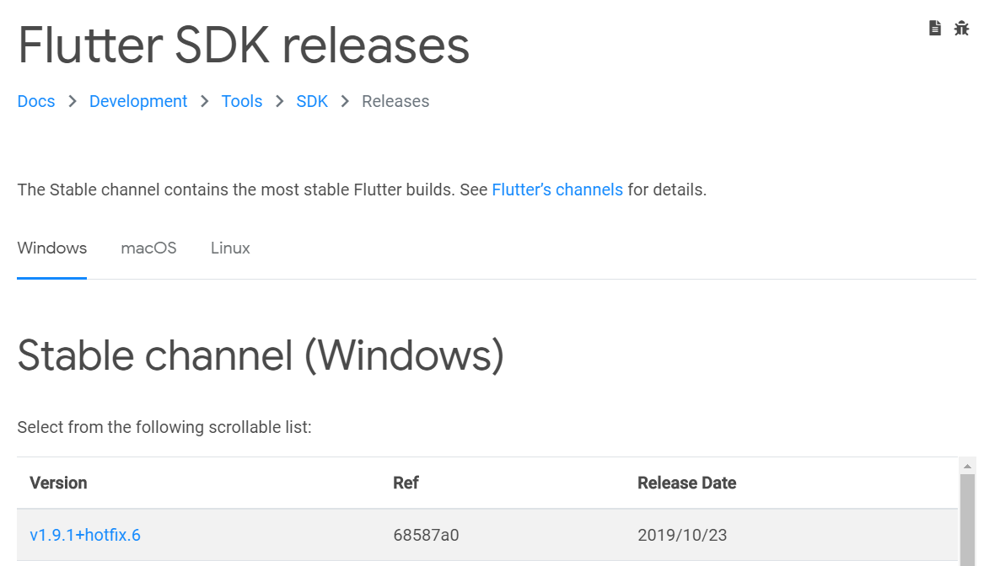 Flutter SDK releases
Docs > Development > Tools > SDK > Releases
The Stable channel contains the most stable Flutter builds. See Flutter’s channels for details.
Windows macOS Linux
Stable channel (Windows)
Select from the following scrollable list:
Version Ref Release Date
v1.9.1+hotfix.6 68587a0 2019/10/23